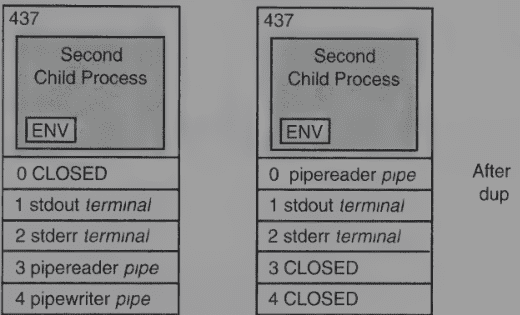 437
Second
Child Process
ENV
0 CLOSED
1 stdout terminal
2 stderr terminal
3 pipereader pipe
4 pipewriter pipe
437
Second
Child Process
ENV
0 pipereader pipe
1 stdout terminal
2 stderr terminal
3 CLOSED
4 CLOSED
After
dup